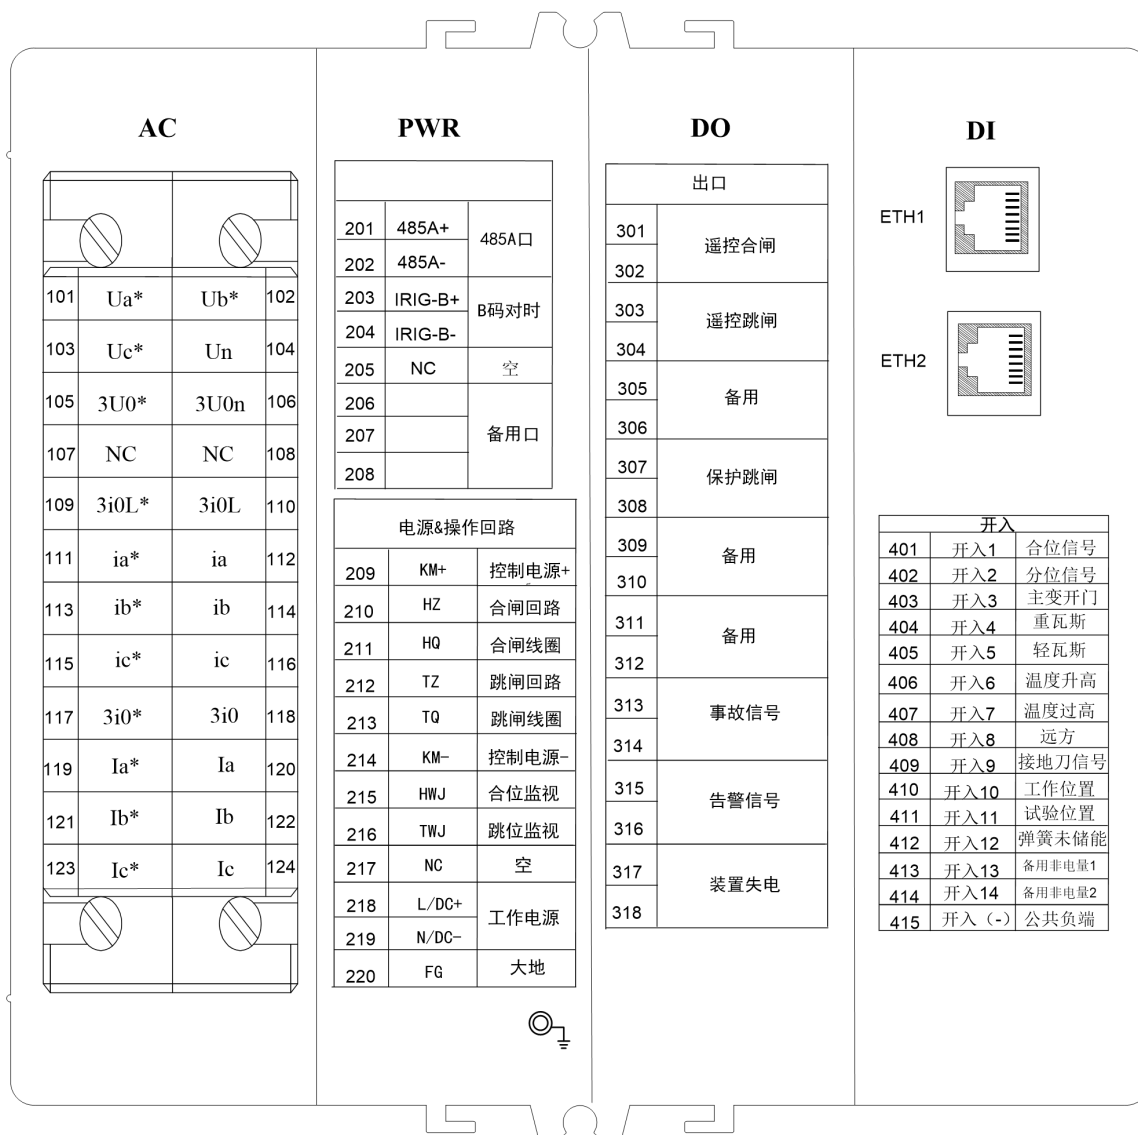 AC
101 Ua* Ub* 102
103 Uc* Un 104
105 3U0* 3U0n 106
107 NC NC 108
109 3i0L* 3i0L 110
111 ia* ia 112
113 ib* ib 114
115 ic* ic 116
117 3i0* 3i0 118
119 Ia* Ia 120
121 Ib* Ib 122
123 Ic* Ic 124
PWR
201 485A+ 485A口
202 485A-
203 IRIG-B+ B码对时
204 IRIG-B-
205 NC 空
206
207 备用口
208
电源&操作回路
209 KM+ 控制电源+
210 HZ 合闸回路
211 HQ 合闸线圈
212 TZ 跳闸回路
213 TQ 跳闸线圈
214 KM- 控制电源-
215 HWJ 合位监视
216 TWJ 跳位监视
217 NC 空
218 L/DC+ 工作电源
219 N/DC-
220 FG 大地
DO
出口
301 遥控合闸
302
303 遥控跳闸
304
305 备用
306
307 保护跳闸
308
309 备用
310
311 备用
312
313 事故信号
314
315 告警信号
316
317 装置失电
318
DI
ETH1
ETH2
开入
401 开入1 合位信号
402 开入2 分位信号
403 开入3 主变开门
404 开入4 重瓦斯
405 开入5 轻瓦斯
406 开入6 温度升高
407 开入7 温度过高
408 开入8 远方
409 开入9 接地刀信号
410 开入10 工作位置
411 开入11 试验位置
412 开入12 弹簧未储能
413 开入13 备用非电量1
414 开入14 备用非电量2
415 开入（-） 公共负端